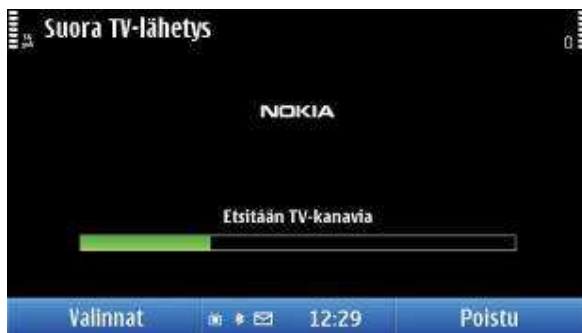 Suora TV-lähetys
NOKIA
Etsitään TV-kanavia
Valinnat 12:29 Poistu